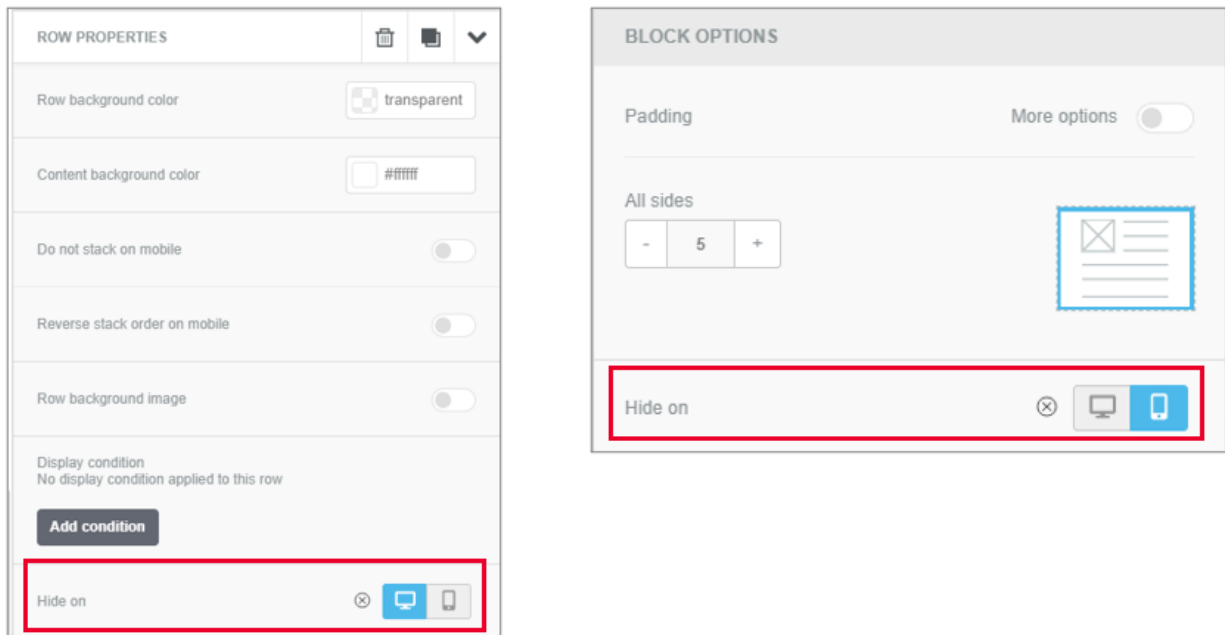 ROW PROPERTIES
Row background color
transparent
Content background color
#ffffff
Do not stack on mobile
Reverse stack order on mobile
Row background image
Display condition
No display condition applied to this row
Add condition
Hide on
BLOCK OPTIONS
Padding
More options
All sides
- 5 +
Hide on